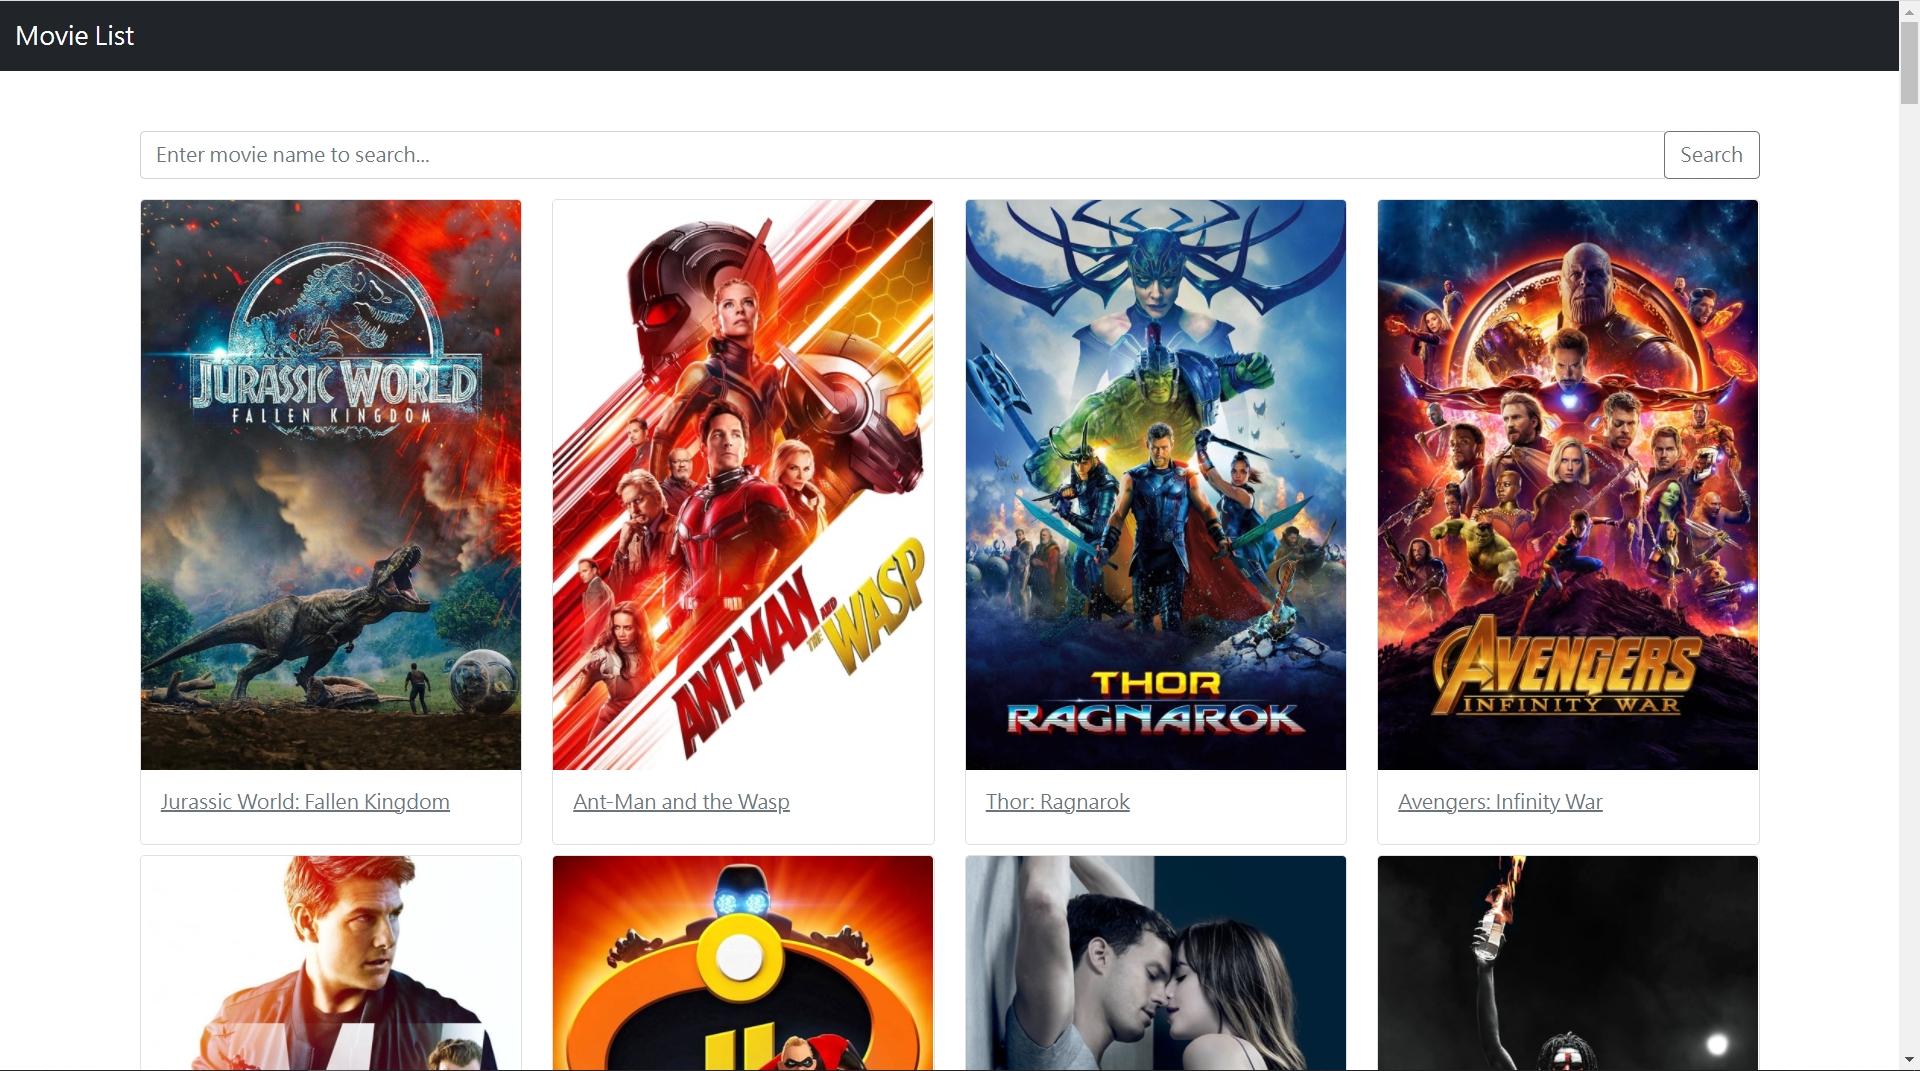 Movie List
Enter movie name to search...
Search
JURASSIC WORLD
FALLEN KINGDOM
ANT-MAN AND THE WASP
THOR
RAGNAROK
AVENGERS
INFINITY WAR
Jurassic World: Fallen Kingdom
Ant-Man and the Wasp
Thor: Ragnarok
Avengers: Infinity War